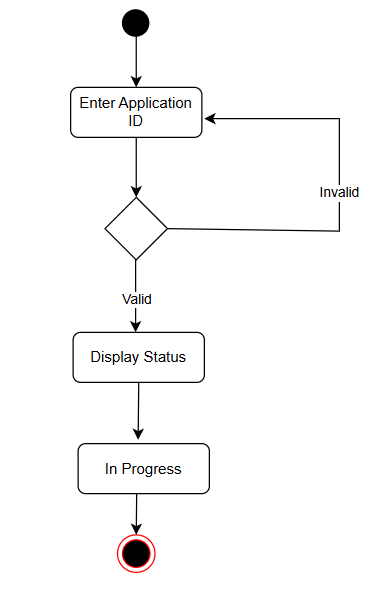 Enter Application
ID
Invalid
Valid
Display Status
In Progress